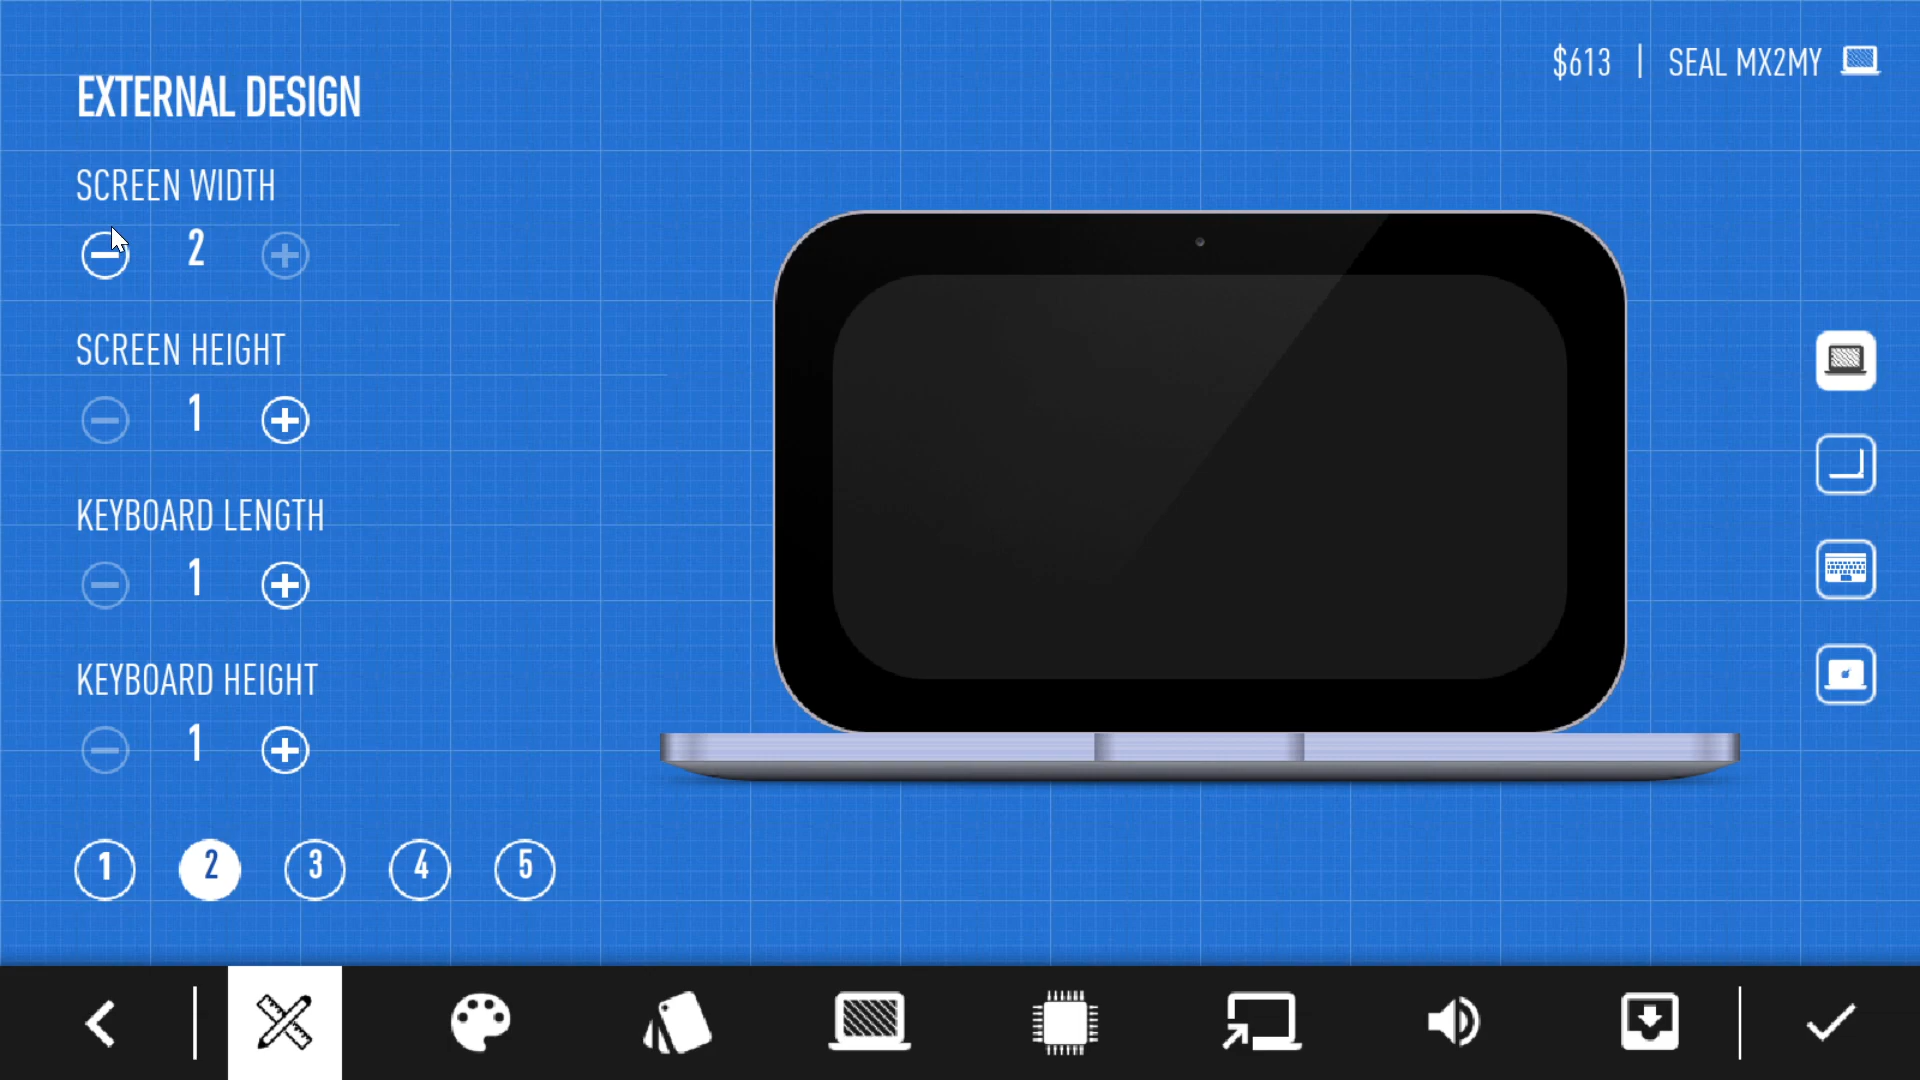 $613 | SEAL MX2MY
EXTERNAL DESIGN
SCREEN WIDTH
2
SCREEN HEIGHT
1
KEYBOARD LENGTH
1
KEYBOARD HEIGHT
1
1 2 3 4 5